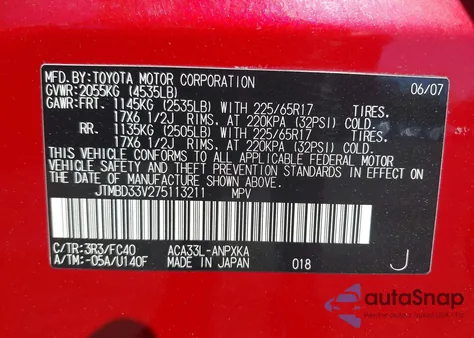 MFD.BY:TOYOTA MOTOR CORPORATION 06/07
GVWR:2055KG (4535LB)
GAWR:FRT. 1145KG (2535LB) WITH 225/65R17 TIRES.
17X6 1/2J RIMS, AT 220KPA (32PSI) COLD.
RR. 1135KG (2505LB) WITH 225/65R17 TIRES.
17X6 1/2J RIMS, AT 220KPA (32PSI) COLD.
THIS VEHICLE CONFORMS TO ALL APPLICABLE FEDERAL MOTOR
VEHICLE SAFETY AND THEFT PREVENTION STANDARDS IN EFFECT ON
THE DATE OF MANUFACTURE SHOWN ABOVE.
JTMBD33V275113211 MPV
C/TR:3R3/FC40 ACA33L-ANPXKA
A/TM:-05A/U140F MADE IN JAPAN 018 J
autoSnap